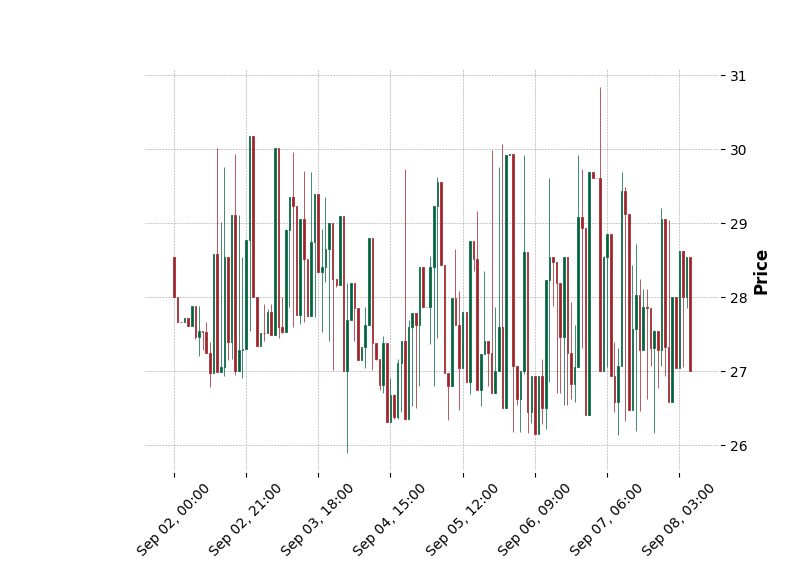 31
30
29
28
27
26
Price
Sep 02, 00:00
Sep 02, 21:00
Sep 03, 18:00
Sep 04, 15:00
Sep 05, 12:00
Sep 06, 09:00
Sep 07, 06:00
Sep 08, 03:00